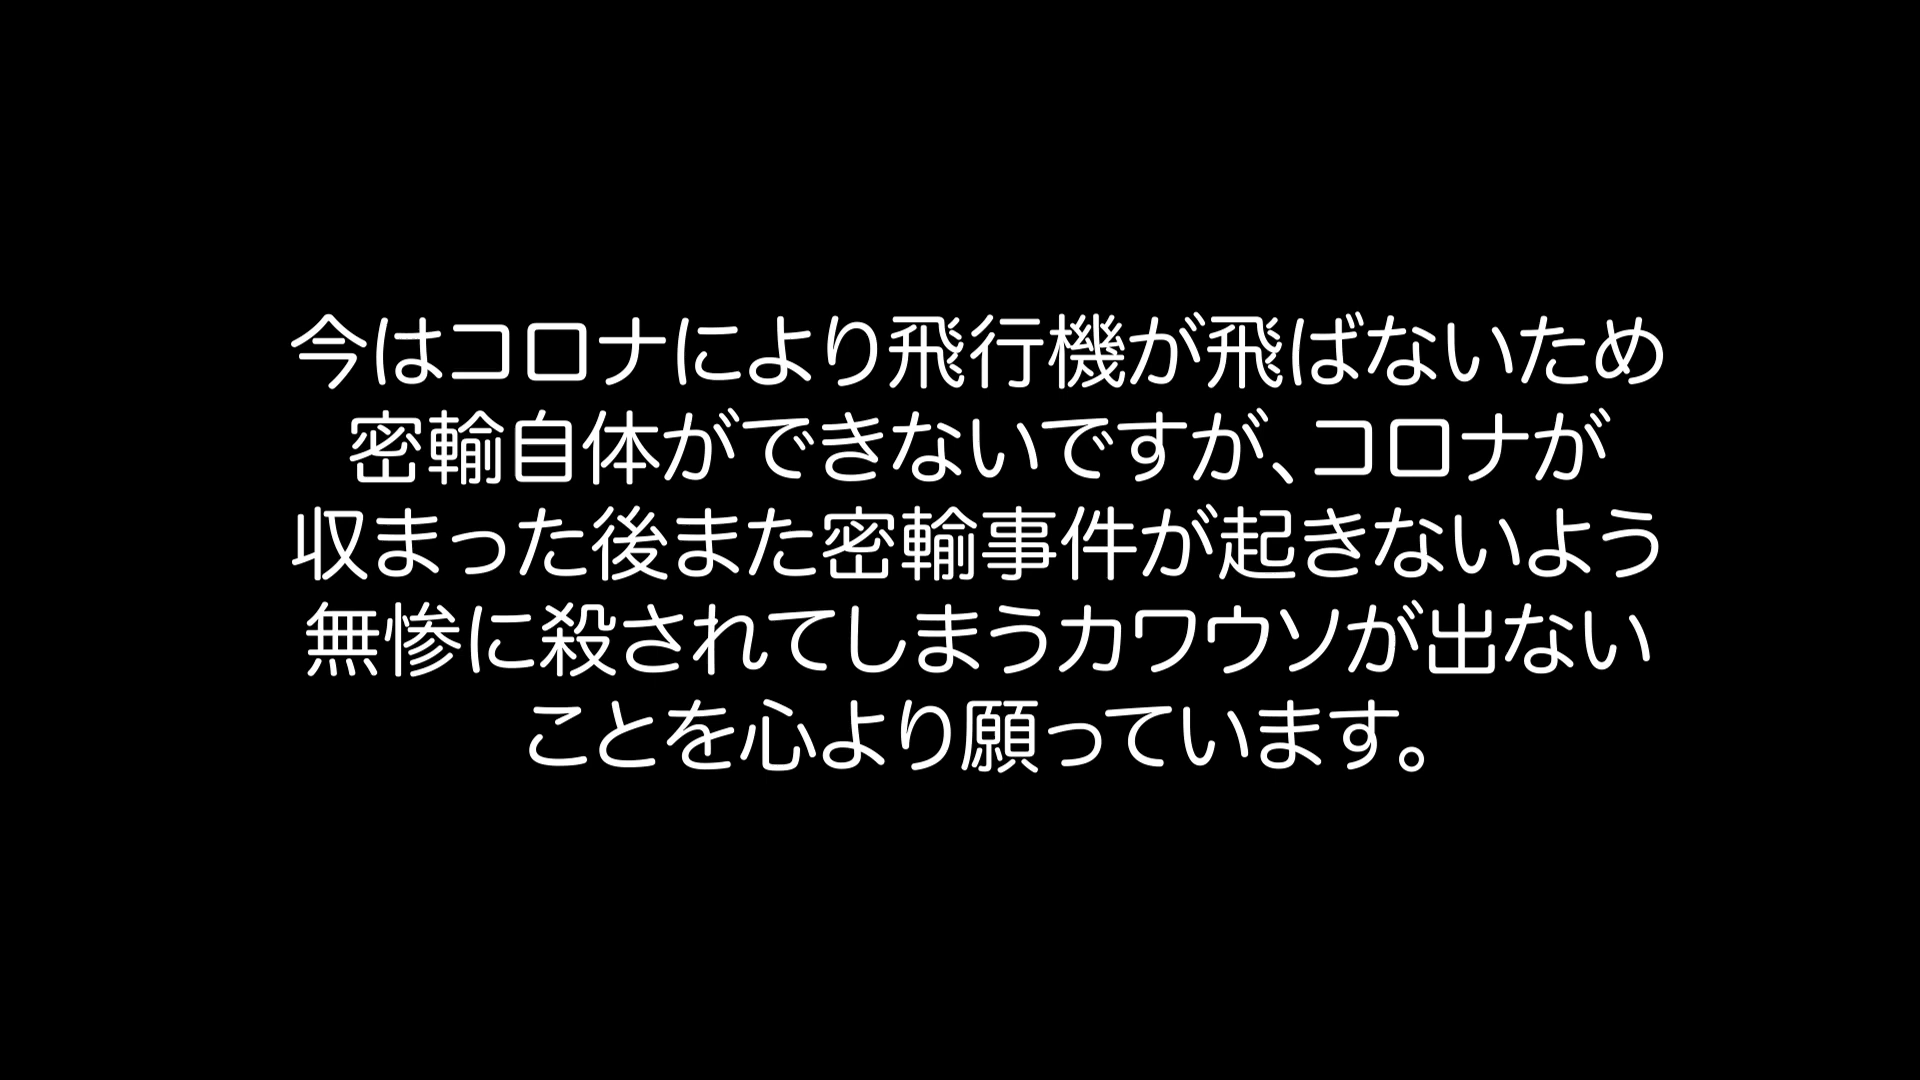 今はコロナにより飛行機が飛ばないため
密輸自体ができないですが、コロナが
収まった後また密輸事件が起きないよう
無惨に殺されてしまうカワウソが出ない
ことを心より願っています。